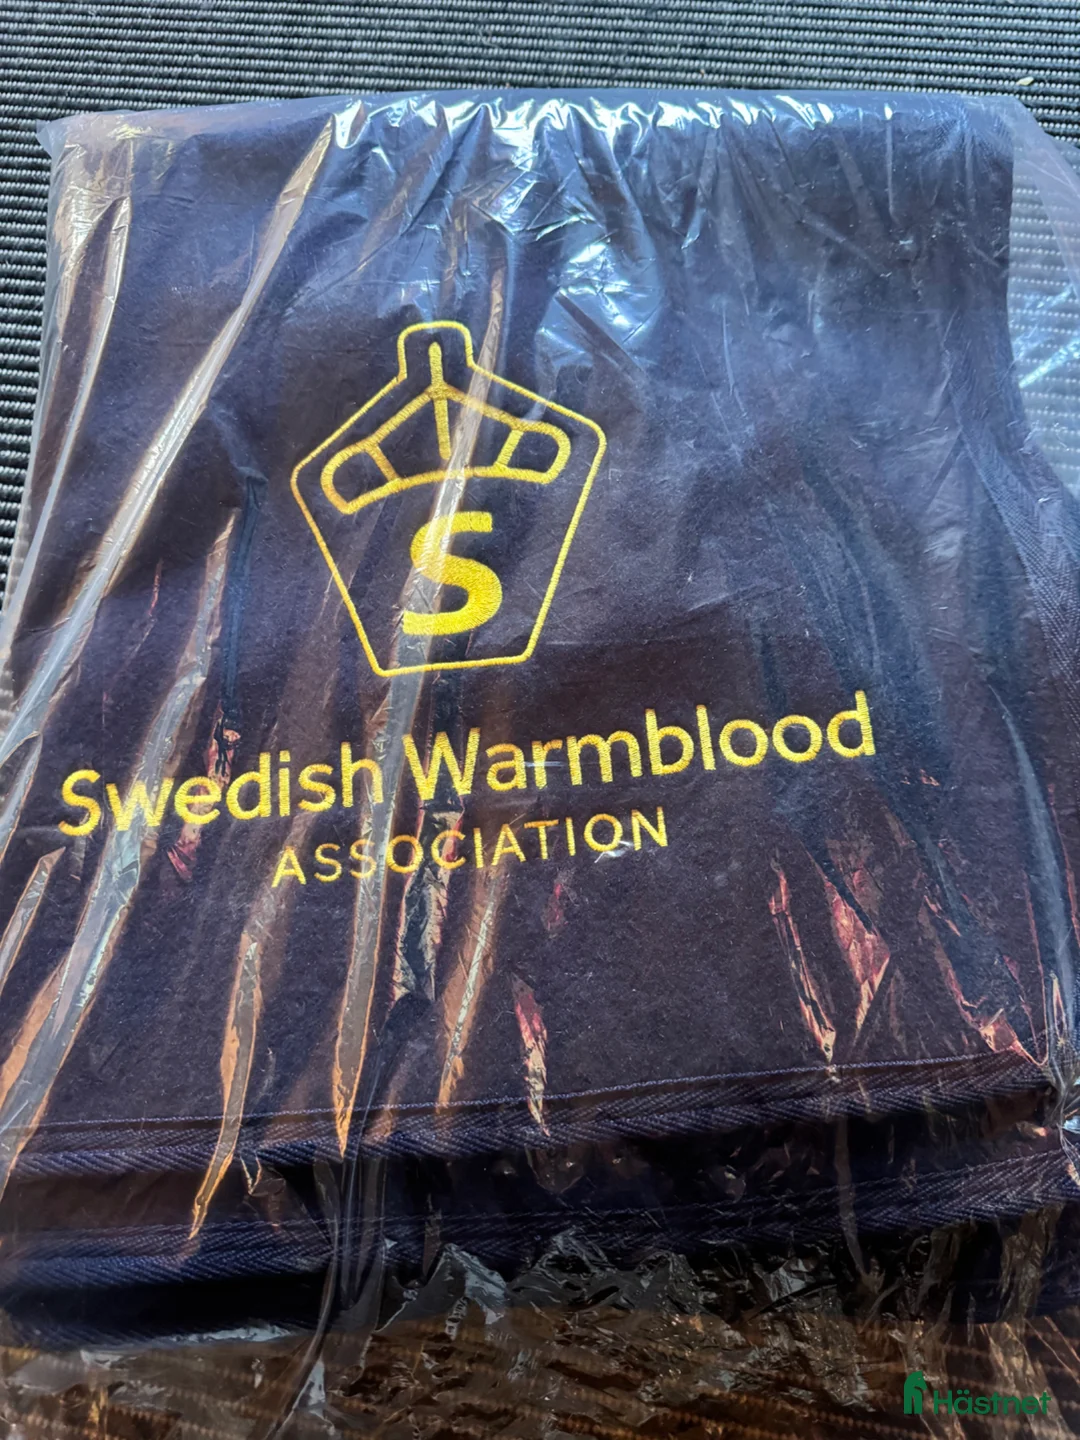 S
Swedish Warmblood
ASSOCIATION
Hästnet